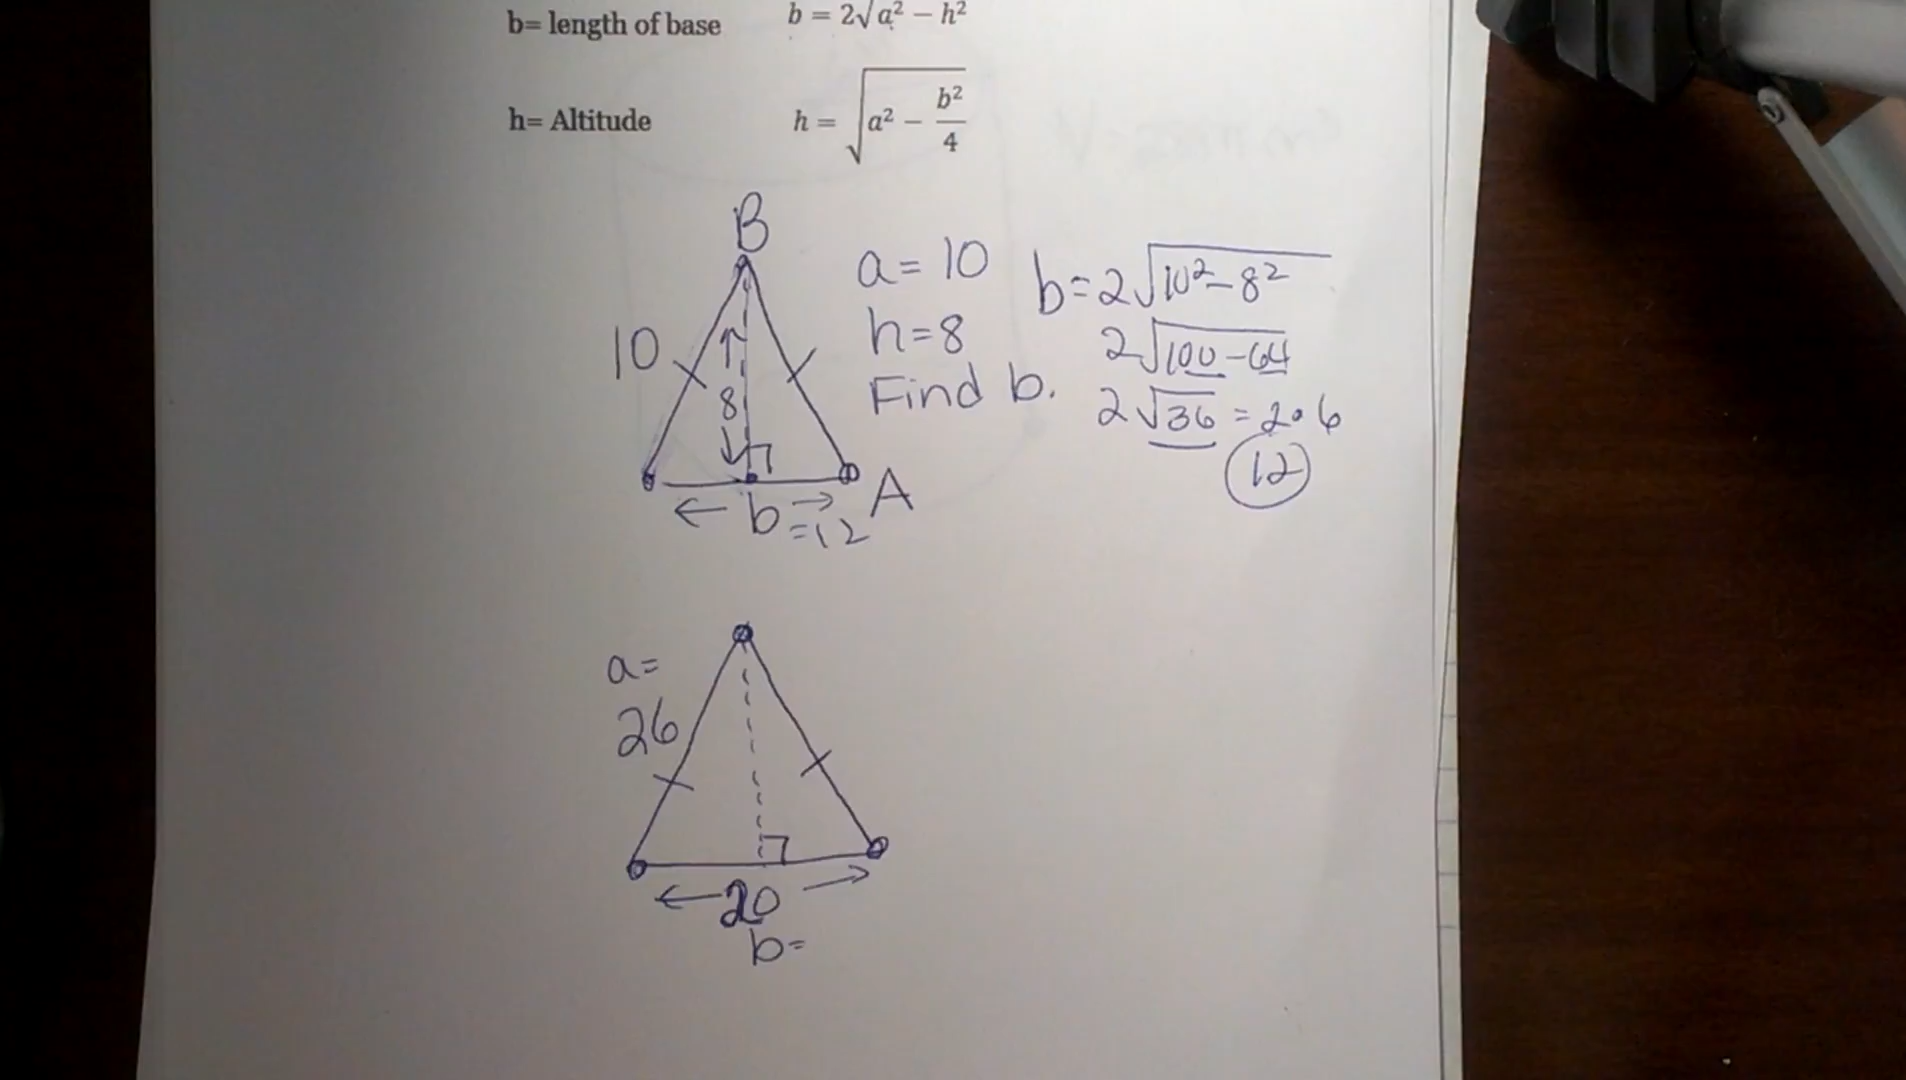 b= length of base b = 2√a² − h²
h= Altitude h = √a² − b²/4
B
a = 10
h = 8
Find b.
10
8
b = 12
A
b = 2√10² − 8²
2√100 − 64
2√36 = 2 • 6
12
a =
26
20
b =